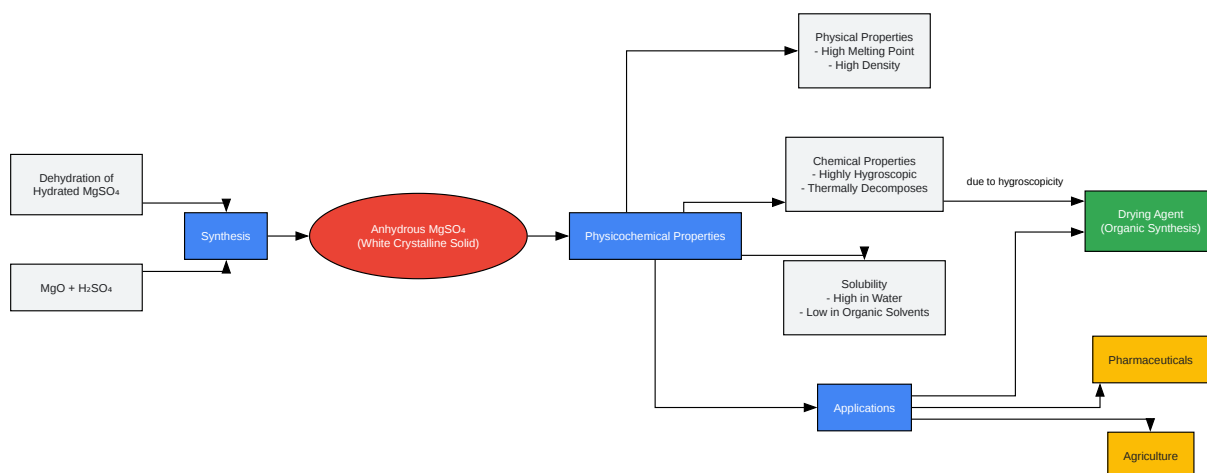 Physical Properties
- High Melting Point
- High Density
Dehydration of
Hydrated MgSO₄
Chemical Properties
- Highly Hygroscopic
- Thermally Decomposes
due to hygroscopicity
Drying Agent
(Organic Synthesis)
Synthesis
Anhydrous MgSO₄
(White Crystalline Solid)
Physicochemical Properties
MgO + H₂SO₄
Solubility
- High in Water
- Low in Organic Solvents
Pharmaceuticals
Applications
Agriculture